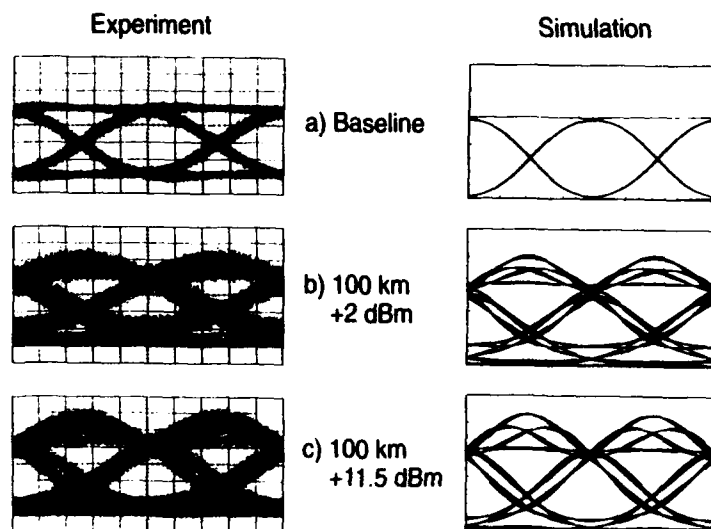 Experiment
Simulation
a) Baseline
b) 100 km
+2 dBm
c) 100 km
+11.5 dBm